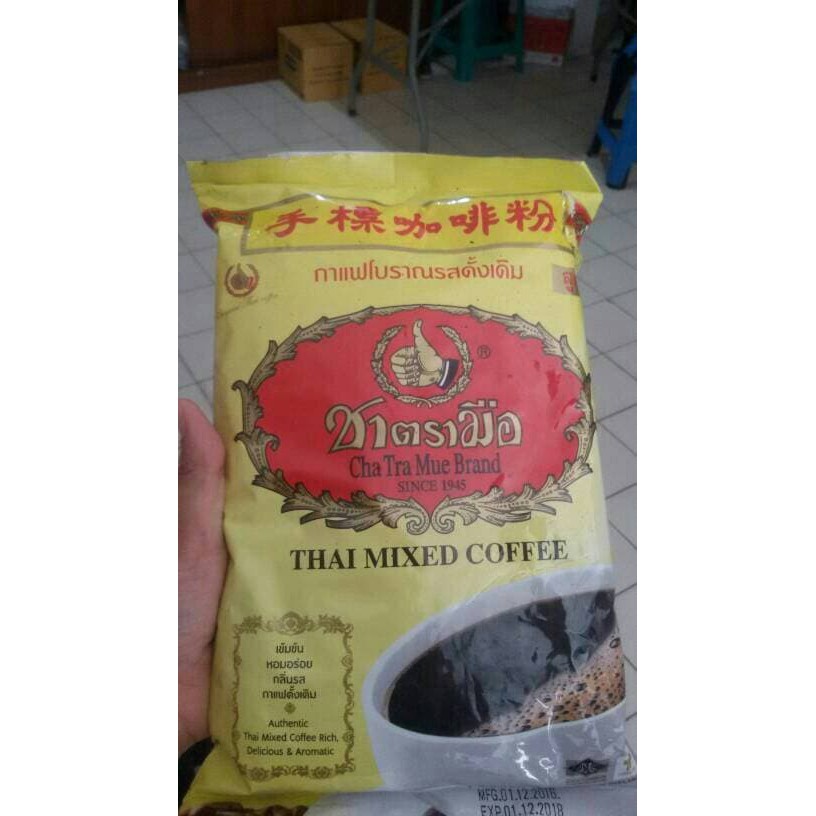 手標咖啡粉
กาแฟโบราณรสดั้งเดิม
®
ชาตรามือ
Cha Tra Mue Brand
SINCE 1945
THAI MIXED COFFEE
เข้มข้น
หอมอร่อย
กลิ่นรส
กาแฟดั้งเดิม
Authentic
Thai Mixed Coffee Rich,
Delicious & Aromatic
MFG.01.12.2016.
EXP.01.12.2018